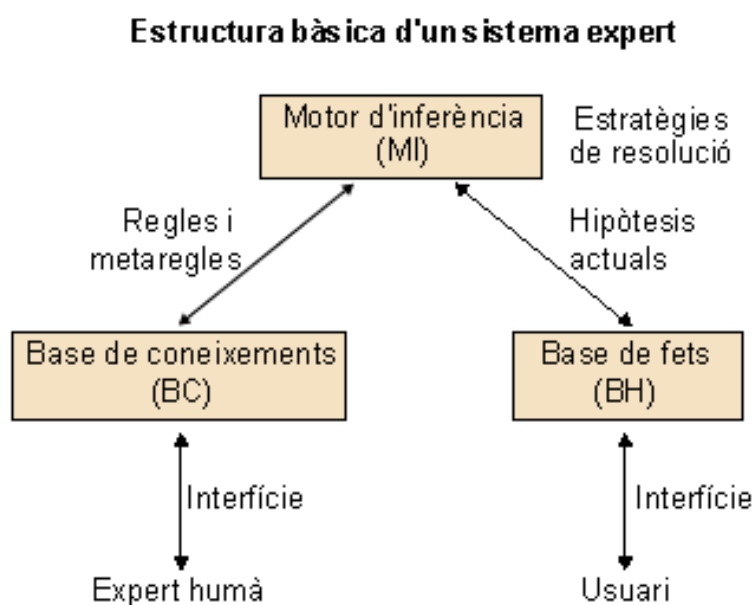 Estructura bàsica d'un sistema expert
Motor d'inferència
(MI)
Estratègies
de resolució
Regles i
metaregles
Hipòtesis
actuals
Base de coneixements
(BC)
Base de fets
(BH)
Interfície
Interfície
Expert humà
Usuari